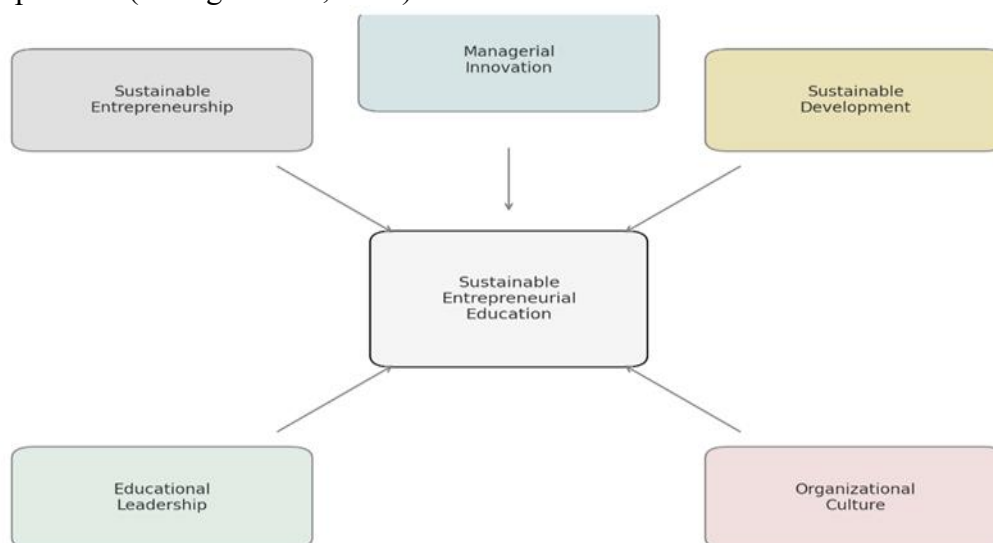 Managerial
Innovation
Sustainable
Entrepreneurship
Sustainable
Development
Sustainable
Entrepreneurial
Education
Educational
Leadership
Organizational
Culture